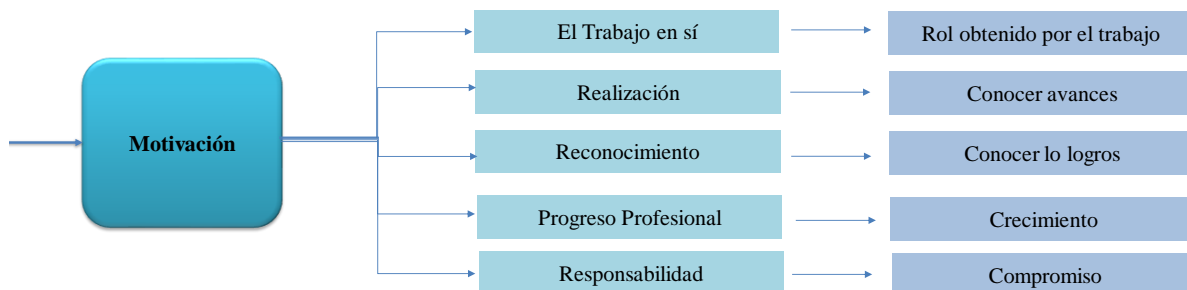 Motivación
El Trabajo en sí
Rol obtenido por el trabajo
Realización
Conocer avances
Reconocimiento
Conocer lo logros
Progreso Profesional
Crecimiento
Responsabilidad
Compromiso